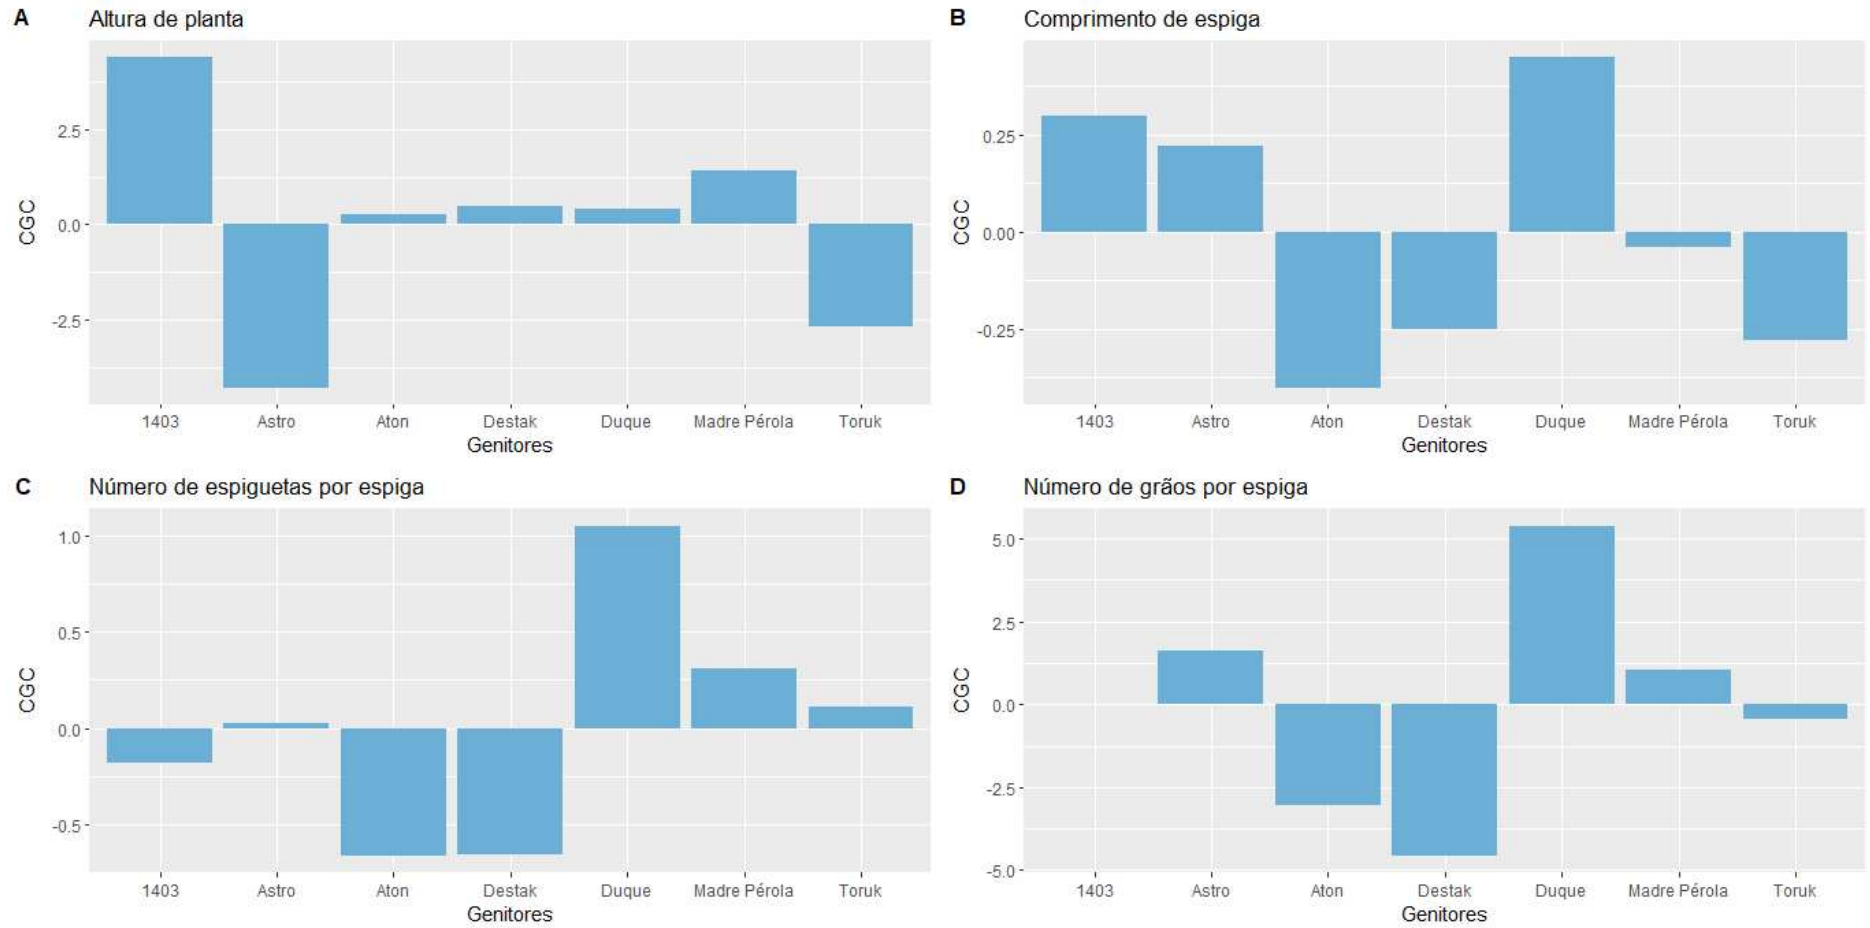 A Altura de planta
CGC
2.5
0.0
-2.5
1403 Astro Aton Destak Duque Madre Pérola Toruk
Genitores
B Comprimento de espiga
CGC
0.25
0.00
-0.25
1403 Astro Aton Destak Duque Madre Pérola Toruk
Genitores
C Número de espiguetas por espiga
CGC
1.0
0.5
0.0
-0.5
1403 Astro Aton Destak Duque Madre Pérola Toruk
Genitores
D Número de grãos por espiga
CGC
5.0
2.5
0.0
-2.5
-5.0
1403 Astro Aton Destak Duque Madre Pérola Toruk
Genitores